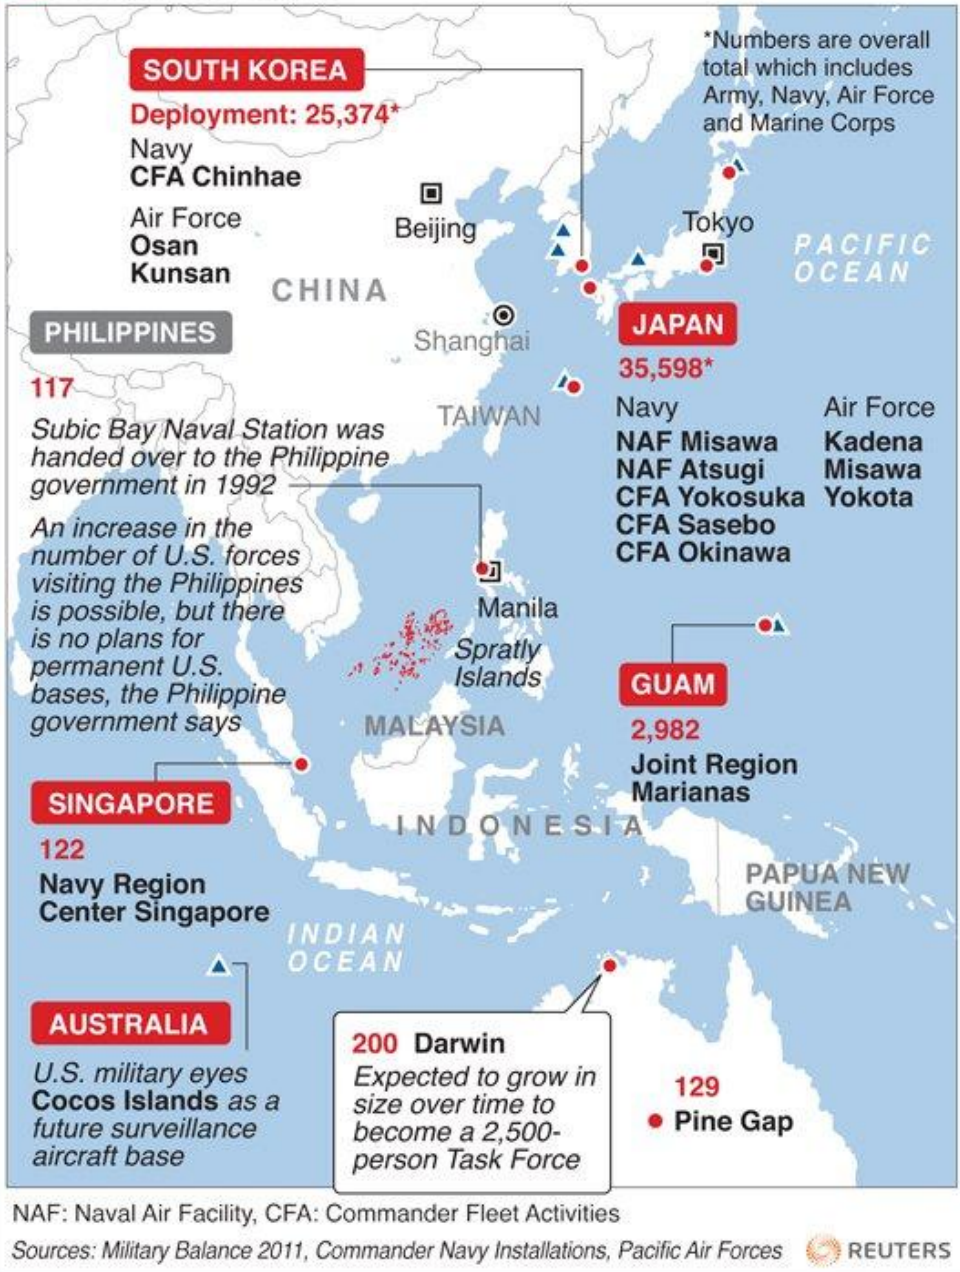 SOUTH KOREA
Deployment: 25,374*
Navy
CFA Chinhae
Air Force
Osan
Kunsan
*Numbers are overall
total which includes
Army, Navy, Air Force
and Marine Corps
Beijing
Tokyo
PACIFIC
OCEAN
CHINA
Shanghai
TAIWAN
JAPAN
35,598*
Navy
NAF Misawa
NAF Atsugi
CFA Yokosuka
CFA Sasebo
CFA Okinawa
Air Force
Kadena
Misawa
Yokota
PHILIPPINES
117
Subic Bay Naval Station was
handed over to the Philippine
government in 1992
An increase in the
number of U.S. forces
visiting the Philippines
is possible, but there
is no plans for
permanent U.S.
bases, the Philippine
government says
Manila
Spratly
Islands
MALAYSIA
GUAM
2,982
Joint Region
Marianas
SINGAPORE
122
Navy Region
Center Singapore
INDONESIA
PAPUA NEW
GUINEA
INDIAN
OCEAN
AUSTRALIA
U.S. military eyes
Cocos Islands as a
future surveillance
aircraft base
200 Darwin
Expected to grow in
size over time to
become a 2,500-
person Task Force
129
Pine Gap
NAF: Naval Air Facility, CFA: Commander Fleet Activities
Sources: Military Balance 2011, Commander Navy Installations, Pacific Air Forces
REUTERS